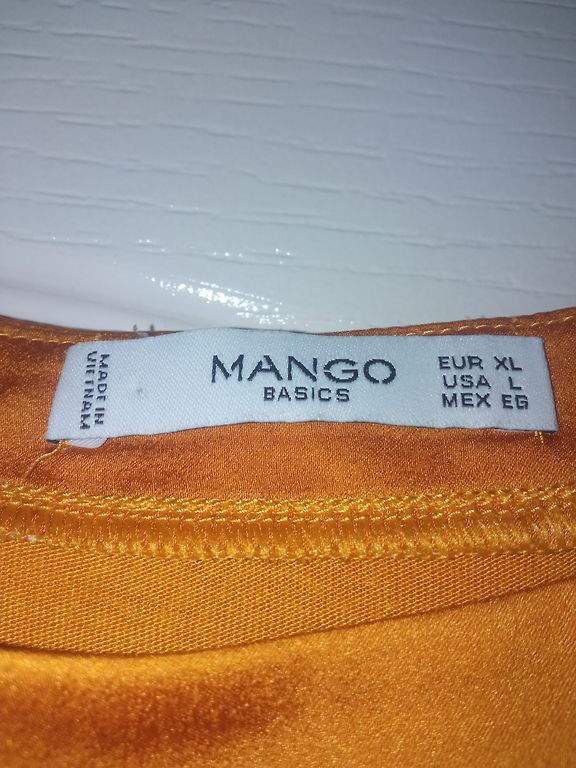 MADE IN
VIETNAM
MANGO
BASICS
EUR XL
USA L
MEX EG